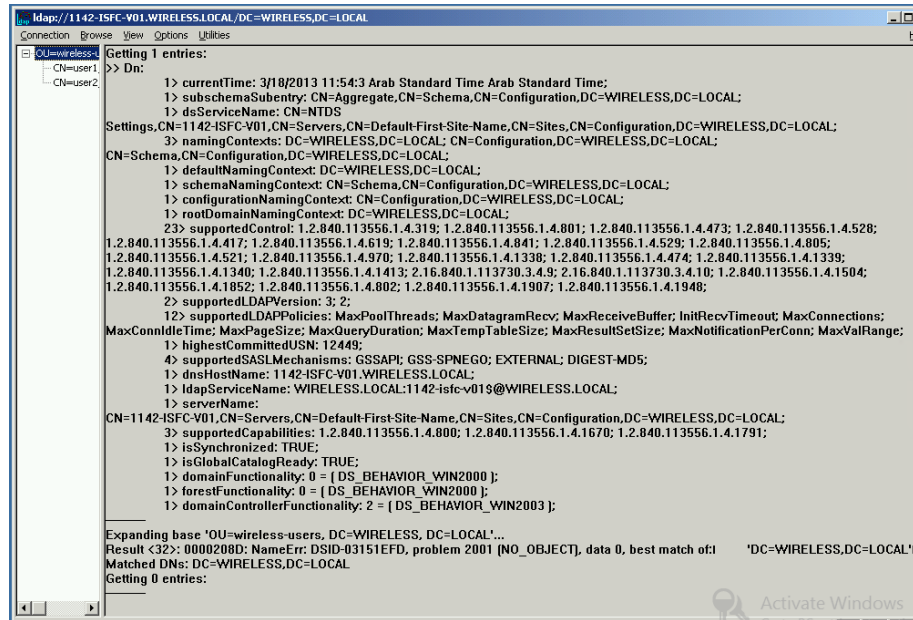 ldap://1142-ISFC-V01.WIRELESS.LOCAL/DC=WIRELESS,DC=LOCAL
Connection Browse View Options Utilities
OU=wireless-u
CN=user1
CN=user2
Getting 1 entries:
>> Dn:
1> currentTime: 3/18/2013 11:54:3 Arab Standard Time Arab Standard Time;
1> subschemaSubentry: CN=Aggregate,CN=Schema,CN=Configuration,DC=WIRELESS,DC=LOCAL;
1> dsServiceName: CN=NTDS
Settings,CN=1142-ISFC-V01,CN=Servers,CN=Default-First-Site-Name,CN=Sites,CN=Configuration,DC=WIRELESS,DC=LOCAL;
3> namingContexts: DC=WIRELESS,DC=LOCAL; CN=Configuration,DC=WIRELESS,DC=LOCAL;
CN=Schema,CN=Configuration,DC=WIRELESS,DC=LOCAL;
1> defaultNamingContext: DC=WIRELESS,DC=LOCAL;
1> schemaNamingContext: CN=Schema,CN=Configuration,DC=WIRELESS,DC=LOCAL;
1> configurationNamingContext: CN=Configuration,DC=WIRELESS,DC=LOCAL;
1> rootDomainNamingContext: DC=WIRELESS,DC=LOCAL;
23> supportedControl: 1.2.840.113556.1.4.319; 1.2.840.113556.1.4.801; 1.2.840.113556.1.4.473; 1.2.840.113556.1.4.528;
1.2.840.113556.1.4.417; 1.2.840.113556.1.4.619; 1.2.840.113556.1.4.841; 1.2.840.113556.1.4.529; 1.2.840.113556.1.4.805;
1.2.840.113556.1.4.521; 1.2.840.113556.1.4.970; 1.2.840.113556.1.4.1338; 1.2.840.113556.1.4.474; 1.2.840.113556.1.4.1339;
1.2.840.113556.1.4.1340; 1.2.840.113556.1.4.1413; 2.16.840.1.113730.3.4.9; 2.16.840.1.113730.3.4.10; 1.2.840.113556.1.4.1504;
1.2.840.113556.1.4.1852; 1.2.840.113556.1.4.802; 1.2.840.113556.1.4.1907; 1.2.840.113556.1.4.1948;
2> supportedLDAPVersion: 3; 2;
12> supportedLDAPPolicies: MaxPoolThreads; MaxDatagramRecv; MaxReceiveBuffer; InitRecvTimeout; MaxConnections;
MaxConnIdleTime; MaxPageSize; MaxQueryDuration; MaxTempTableSize; MaxResultSetSize; MaxNotificationPerConn; MaxValRange;
1> highestCommittedUSN: 12449;
4> supportedSASLMechanisms: GSSAPI; GSS-SPNEGO; EXTERNAL; DIGEST-MD5;
1> dnsHostName: 1142-ISFC-V01.WIRELESS.LOCAL;
1> ldapServiceName: WIRELESS.LOCAL:1142-isfc-v01$@WIRELESS.LOCAL;
1> serverName:
CN=1142-ISFC-V01,CN=Servers,CN=Default-First-Site-Name,CN=Sites,CN=Configuration,DC=WIRELESS,DC=LOCAL;
3> supportedCapabilities: 1.2.840.113556.1.4.800; 1.2.840.113556.1.4.1670; 1.2.840.113556.1.4.1791;
1> isSynchronized: TRUE;
1> isGlobalCatalogReady: TRUE;
1> domainFunctionality: 0 = ( DS_BEHAVIOR_WIN2000 );
1> forestFunctionality: 0 = ( DS_BEHAVIOR_WIN2000 );
1> domainControllerFunctionality: 2 = ( DS_BEHAVIOR_WIN2003 );
Expanding base 'OU=wireless-users, DC=WIRELESS, DC=LOCAL'...
Result <32>: 0000208D: NameErr: DSID-03151EFD, problem 2001 (NO_OBJECT), data 0, best match of:I 'DC=WIRELESS,DC=LOCAL'I
Matched DNs: DC=WIRELESS,DC=LOCAL
Getting 0 entries:
Activate Windows